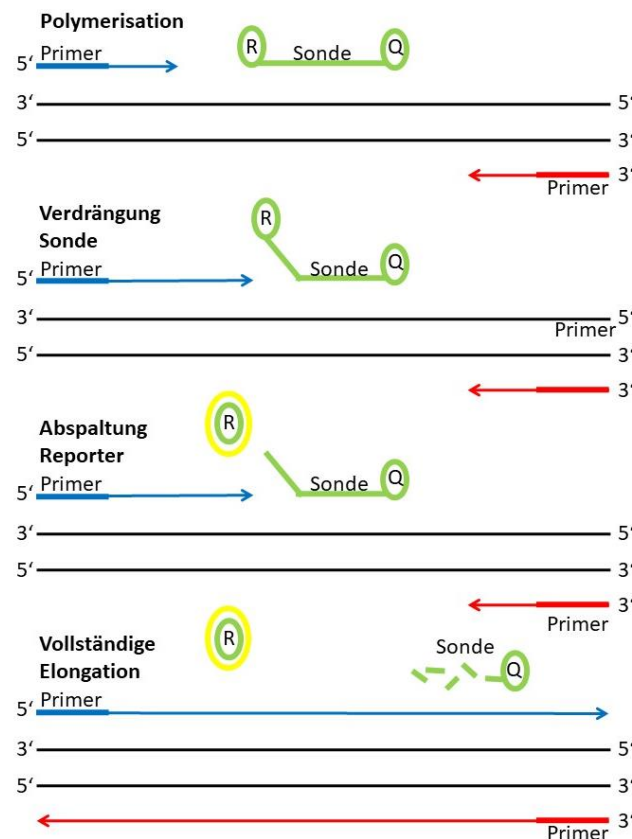 Polymerisation
Primer
R Sonde Q
5‘
3‘
5‘ 3‘
3‘
Primer
Verdrängung
Sonde
R
Primer
Sonde Q
5‘
3‘ 5‘
Primer
5‘ 3‘
3‘
Abspaltung
Reporter
R
Primer
Sonde Q
5‘
3‘ 5‘
5‘ 3‘
3‘
Primer
Vollständige
Elongation
R
Sonde
Q
Primer
5‘
3‘ 5‘
5‘ 3‘
3‘
Primer